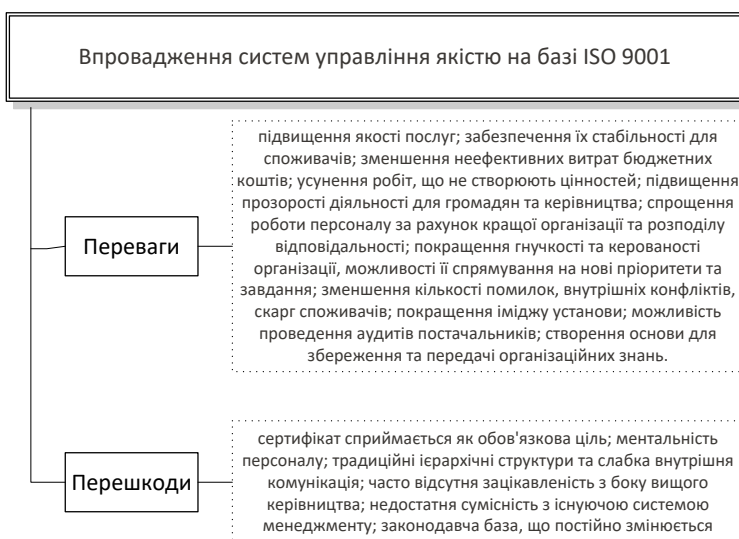 Впровадження систем управління якістю на базі ISO 9001
підвищення якості послуг; забезпечення їх стабільності для
споживачів; зменшення неефективних витрат бюджетних
коштів; усунення робіт, що не створюють цінностей; підвищення
прозорості діяльності для громадян та керівництва; спрощення
роботи персоналу за рахунок кращої організації та розподілу
відповідальності; покращення гнучкості та керованості
організації, можливості її спрямування на нові пріоритети та
завдання; зменшення кількості помилок, внутрішніх конфліктів,
скарг споживачів; покращення іміджу установи; можливість
проведення аудитів постачальників; створення основи для
збереження та передачі організаційних знань.
Переваги
сертифікат сприймається як обов'язкова ціль; ментальність
персоналу; традиційні ієрархічні структури та слабка внутрішня
комунікація; часто відсутня зацікавленість з боку вищого
керівництва; недостатня сумісність з існуючою системою
менеджменту; законодавча база, що постійно змінюється
Перешкоди